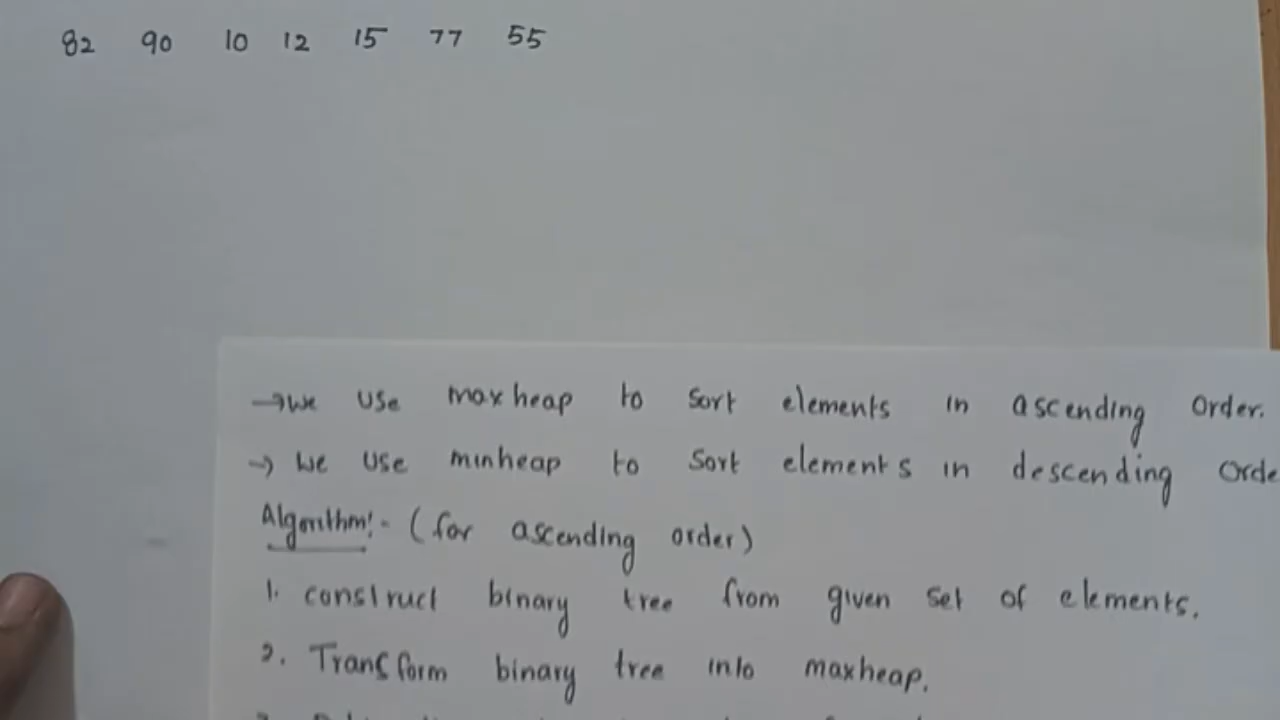 82 90 10 12 15 77 55
→ we use maxheap to sort elements in ascending order.
→ we use minheap to sort elements in descending orde
Algorithm:- (for ascending order)
1. construct binary tree from given set of elements.
2. Transform binary tree into maxheap.